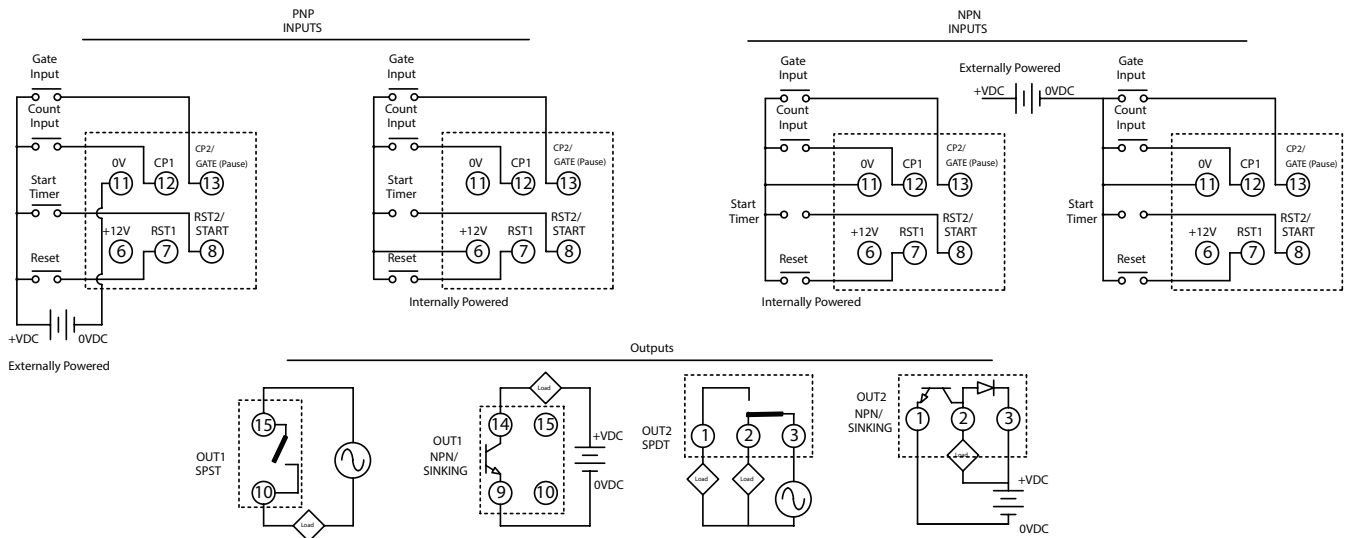 PNP
INPUTS
Gate
Input
Count
Input
0V
CP1
CP2/
GATE (Pause)
11
12
13
Start
Timer
+12V
RST1
RST2/
START
6
7
8
Reset
+VDC
0VDC
Externally Powered
Gate
Input
Count
Input
0V
CP1
CP2/
GATE (Pause)
11
12
13
Start
Timer
+12V
RST1
RST2/
START
6
7
8
Reset
Internally Powered
NPN
INPUTS
Gate
Input
Count
Input
0V
CP1
CP2/
GATE (Pause)
11
12
13
Start
Timer
+12V
RST1
RST2/
START
6
7
8
Reset
Internally Powered
Externally Powered
+VDC
0VDC
Gate
Input
Count
Input
0V
CP1
CP2/
GATE (Pause)
11
12
13
Start
Timer
+12V
RST1
RST2/
START
6
7
8
Reset
Outputs
OUT1
SPST
15
10
Load
OUT1
NPN/
SINKING
14
15
9
10
Load
+VDC
0VDC
OUT2
SPDT
1
2
3
Load
Load
OUT2
NPN/
SINKING
1
2
3
Load
+VDC
0VDC